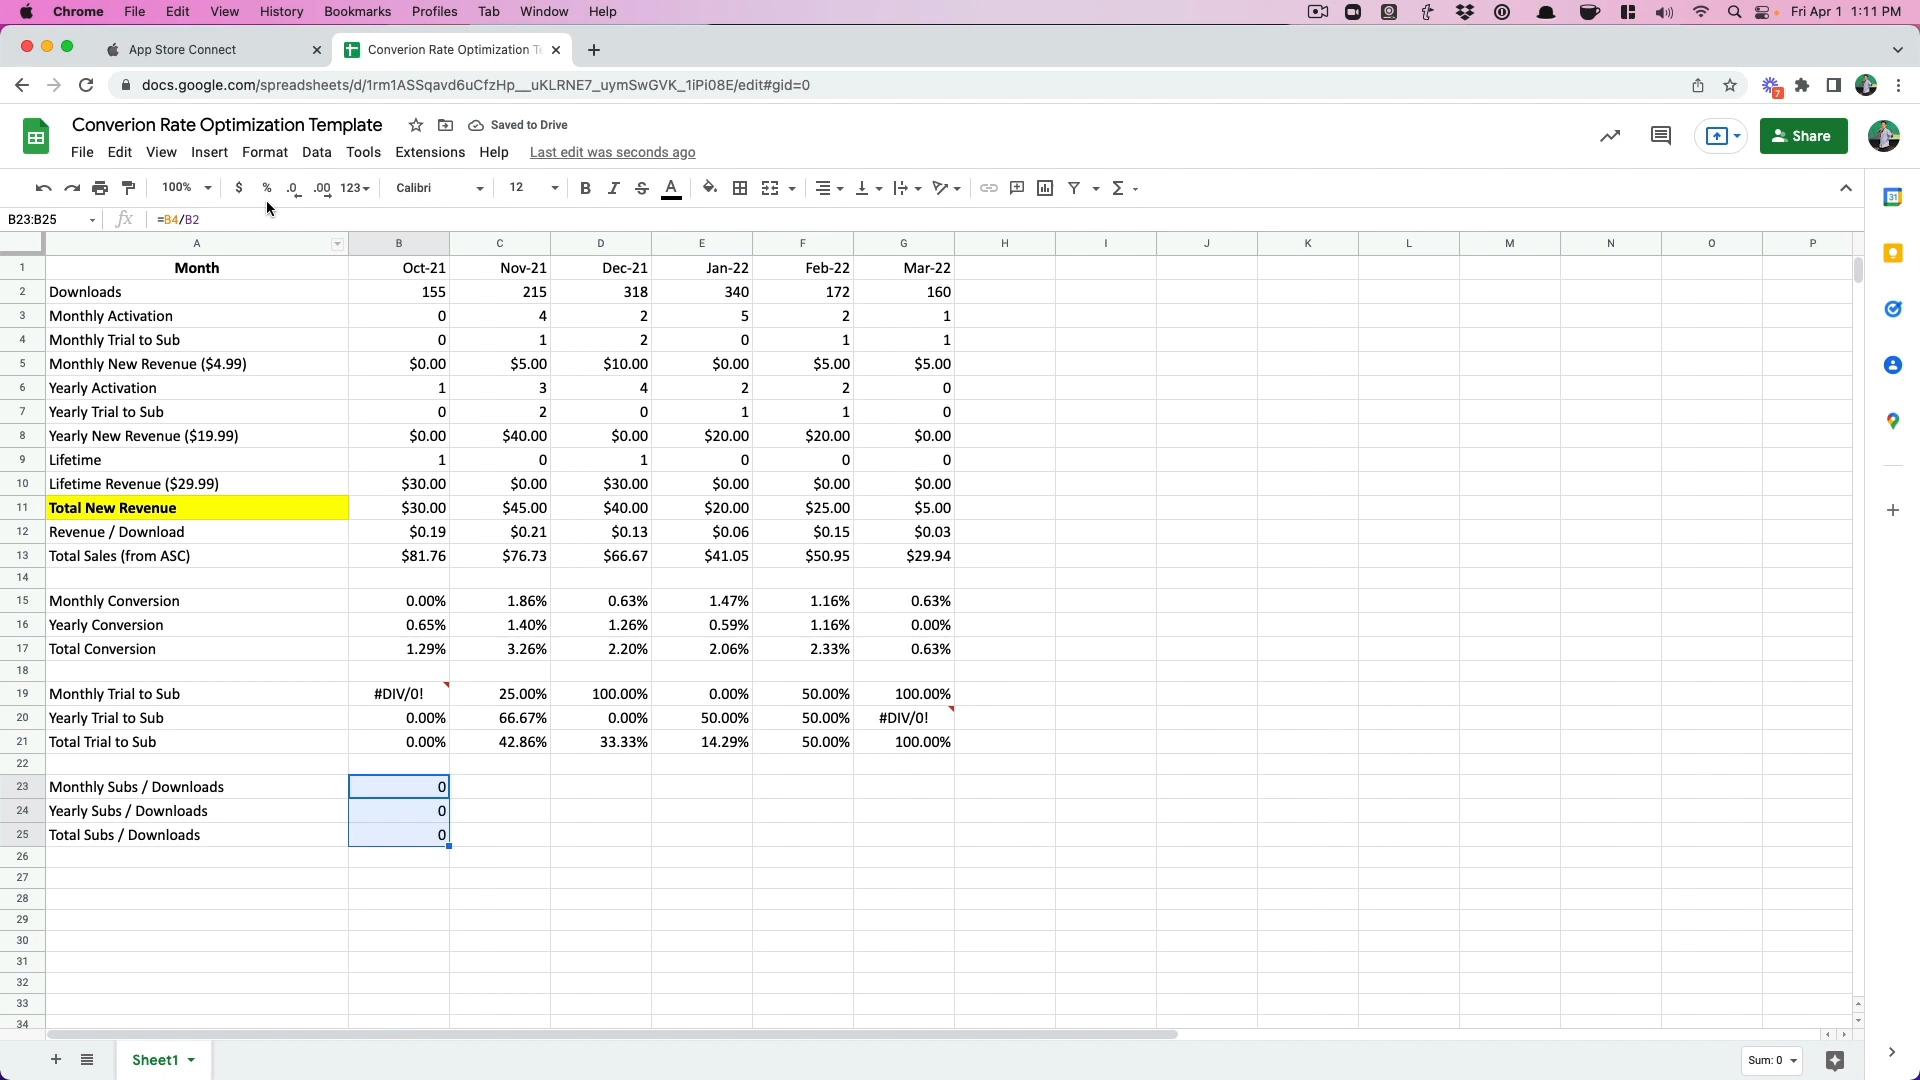 Chrome File Edit View History Bookmarks Profiles Tab Window Help Fri Apr 1 1:11 PM
App Store Connect Converion Rate Optimization Te
docs.google.com/spreadsheets/d/1rm1ASSqavd6uCfzHp__uKLRNE7_uymSwGVK_1iPi08E/edit#gid=0 7
Converion Rate Optimization Template Saved to Drive
File Edit View Insert Format Data Tools Extensions Help Last edit was seconds ago Share
100% $ % .0 .00 123 Calibri 12 B I S A Σ
B23:B25 fx =B4/B2
A B C D E F G H I J K L M N O P
1 Month Oct-21 Nov-21 Dec-21 Jan-22 Feb-22 Mar-22
2 Downloads 155 215 318 340 172 160
3 Monthly Activation 0 4 2 5 2 1
4 Monthly Trial to Sub 0 1 2 0 1 1
5 Monthly New Revenue ($4.99) $0.00 $5.00 $10.00 $0.00 $5.00 $5.00
6 Yearly Activation 1 3 4 2 2 0
7 Yearly Trial to Sub 0 2 0 1 1 0
8 Yearly New Revenue ($19.99) $0.00 $40.00 $0.00 $20.00 $20.00 $0.00
9 Lifetime 1 0 1 0 0 0
10 Lifetime Revenue ($29.99) $30.00 $0.00 $30.00 $0.00 $0.00 $0.00
11 Total New Revenue $30.00 $45.00 $40.00 $20.00 $25.00 $5.00
12 Revenue / Download $0.19 $0.21 $0.13 $0.06 $0.15 $0.03
13 Total Sales (from ASC) $81.76 $76.73 $66.67 $41.05 $50.95 $29.94
14
15 Monthly Conversion 0.00% 1.86% 0.63% 1.47% 1.16% 0.63%
16 Yearly Conversion 0.65% 1.40% 1.26% 0.59% 1.16% 0.00%
17 Total Conversion 1.29% 3.26% 2.20% 2.06% 2.33% 0.63%
18
19 Monthly Trial to Sub #DIV/0! 25.00% 100.00% 0.00% 50.00% 100.00%
20 Yearly Trial to Sub 0.00% 66.67% 0.00% 50.00% 50.00% #DIV/0!
21 Total Trial to Sub 0.00% 42.86% 33.33% 14.29% 50.00% 100.00%
22
23 Monthly Subs / Downloads 0
24 Yearly Subs / Downloads 0
25 Total Subs / Downloads 0
26
27
28
29
30
31
32
33
34
Sheet1 Sum: 0